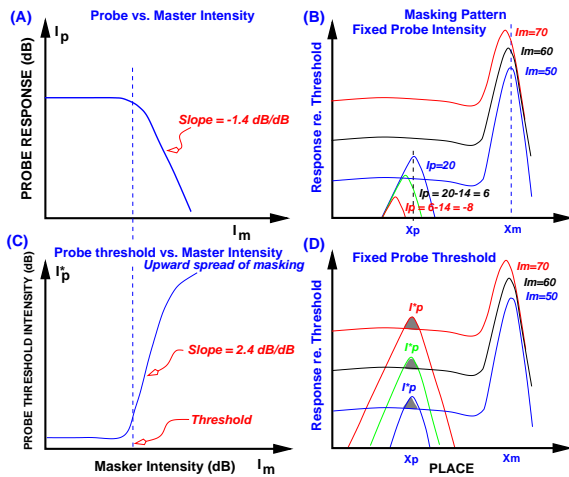 (A)
Probe vs. Master Intensity
I_p
PROBE RESPONSE (dB)
Slope = -1.4 dB/dB
I_m
(B)
Masking Pattern
Fixed Probe Intensity
Response re. Threshold
Im=70
Im=60
Im=50
Ip=20
Ip = 20-14 = 6
Ip = 6-14 = -8
Xp
Xm
(C)
Probe threshold vs. Master Intensity
I*p
Upward spread of masking
PROBE THRESHOLD INTENSITY (dB)
Slope = 2.4 dB/dB
Threshold
Masker Intensity (dB)
I_m
(D)
Fixed Probe Threshold
Response re. Threshold
Im=70
Im=60
Im=50
I*p
I*p
I*p
Xp
PLACE
Xm